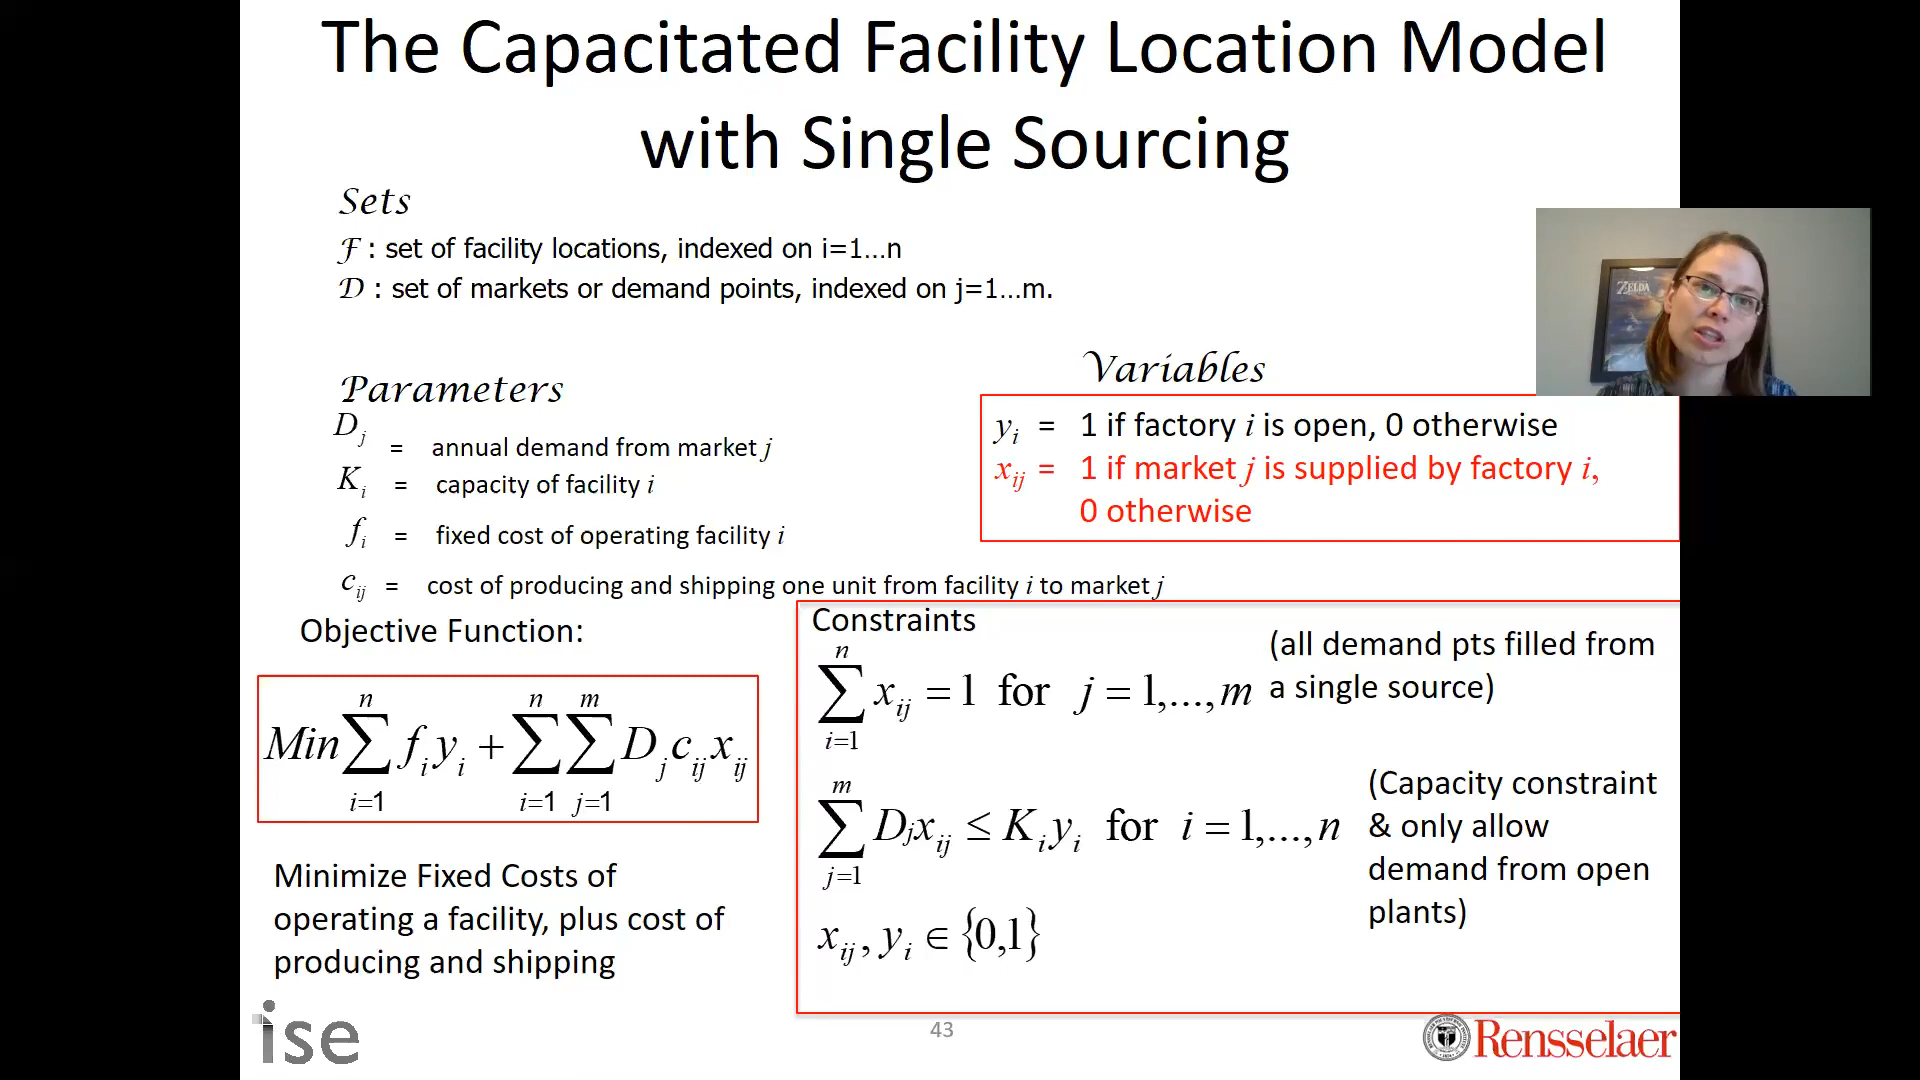 The Capacitated Facility Location Model
with Single Sourcing
Sets
ℱ : set of facility locations, indexed on i=1…n
𝒟 : set of markets or demand points, indexed on j=1…m.
ZELDA
Parameters
D_j = annual demand from market j
K_i = capacity of facility i
f_i = fixed cost of operating facility i
c_ij = cost of producing and shipping one unit from facility i to market j
Variables
y_i = 1 if factory i is open, 0 otherwise
x_ij = 1 if market j is supplied by factory i,
0 otherwise
Objective Function:
Min ∑_{i=1}^{n} f_i y_i + ∑_{i=1}^{n} ∑_{j=1}^{m} D_j c_ij x_ij
Minimize Fixed Costs of
operating a facility, plus cost of
producing and shipping
Constraints
∑_{i=1}^{n} x_ij = 1 for j = 1,...,m
(all demand pts filled from
a single source)
∑_{j=1}^{m} D_j x_ij ≤ K_i y_i for i = 1,...,n
(Capacity constraint
& only allow
demand from open
plants)
x_ij , y_i ∈ {0,1}
ise
43
Rensselaer